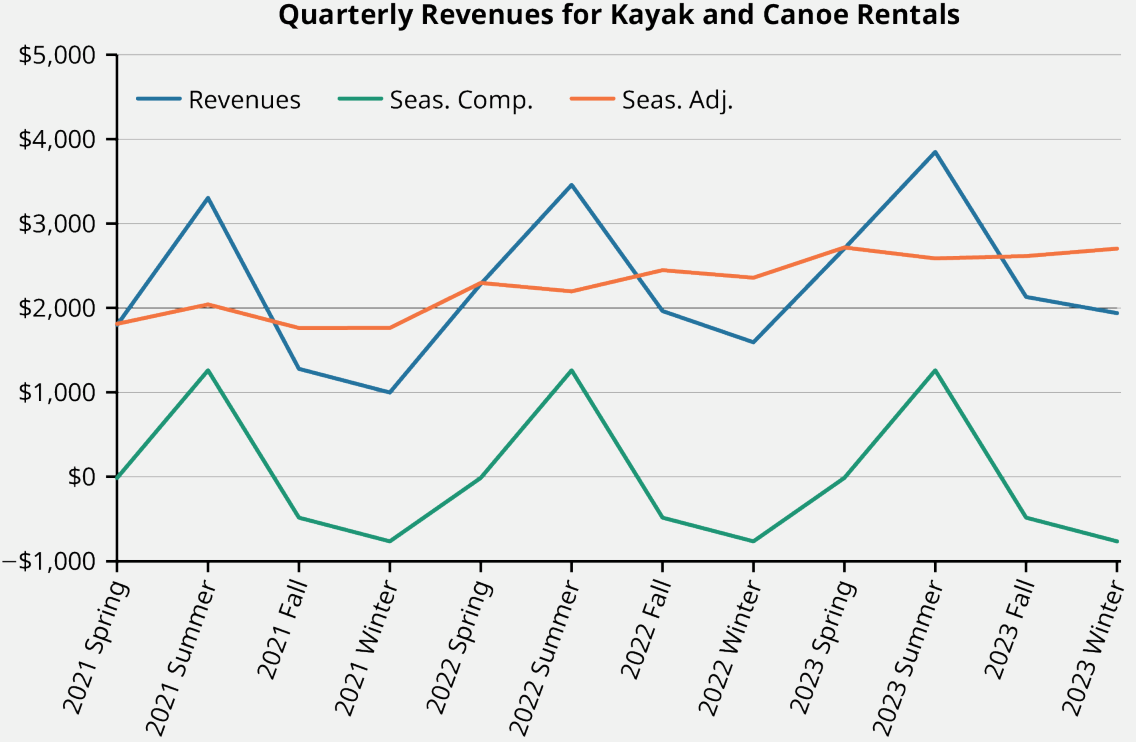 Quarterly Revenues for Kayak and Canoe Rentals
$5,000
Revenues Seas. Comp. Seas. Adj.
$4,000
$3,000
$2,000
$1,000
$0
−$1,000
2021 Spring
2021 Summer
2021 Fall
2021 Winter
2022 Spring
2022 Summer
2022 Fall
2022 Winter
2023 Spring
2023 Summer
2023 Fall
2023 Winter